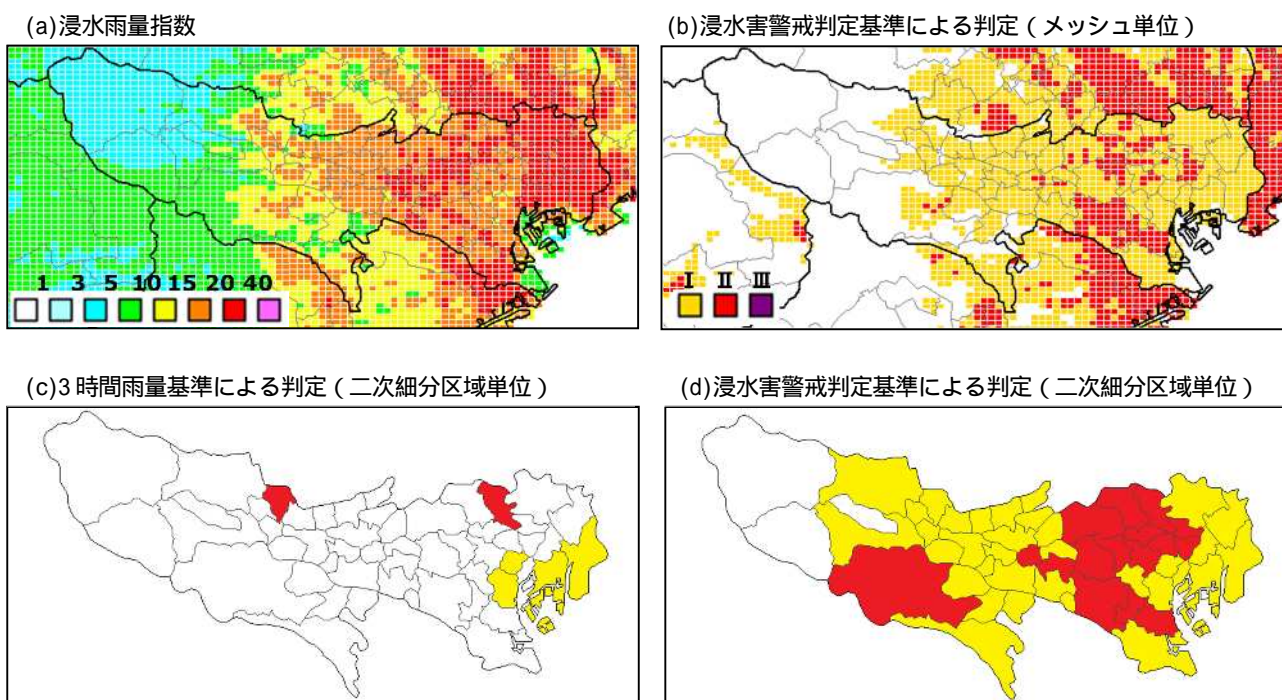 (a)浸水雨量指数
1 3 5 10 15 20 40
(b)浸水害警戒判定基準による判定（メッシュ単位）
Ⅰ Ⅱ Ⅲ
(c)3 時間雨量基準による判定（二次細分区域単位）
(d)浸水害警戒判定基準による判定（二次細分区域単位）